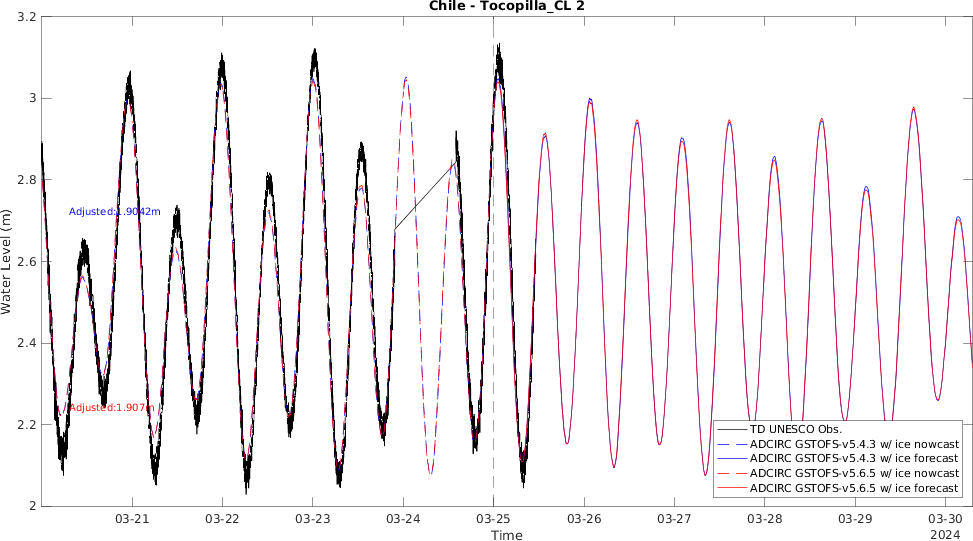 Chile - Tocopilla_CL 2
3.2
3
2.8
2.6
2.4
2.2
2
Water Level (m)
Adjusted:1.9042m
Adjusted:1.907m
TD UNESCO Obs.
ADCIRC GSTOFS-v5.4.3 w/ ice nowcast
ADCIRC GSTOFS-v5.4.3 w/ ice forecast
ADCIRC GSTOFS-v5.6.5 w/ ice nowcast
ADCIRC GSTOFS-v5.6.5 w/ ice forecast
03-21 03-22 03-23 03-24 03-25 03-26 03-27 03-28 03-29 03-30
Time
2024